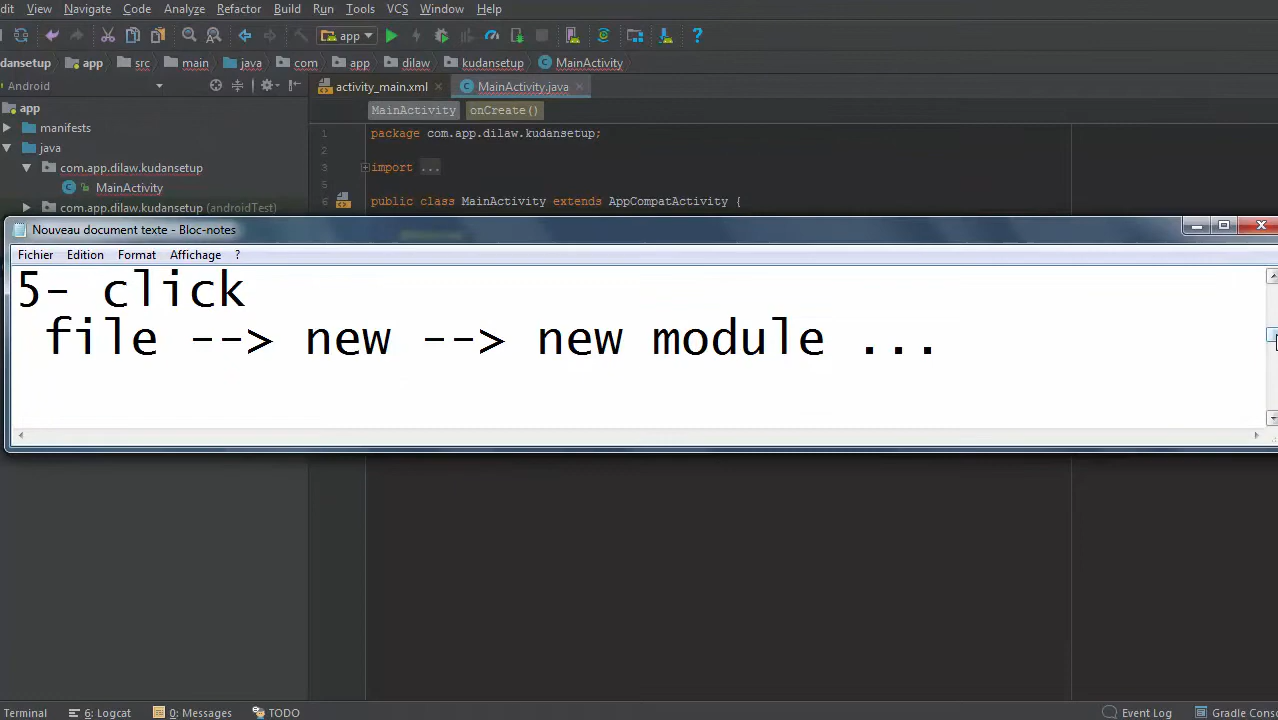 dit View Navigate Code Analyze Refactor Build Run Tools VCS Window Help
app
dansetup app src main java com app dilaw kudansetup MainActivity
Android activity_main.xml MainActivity.java
app MainActivity onCreate()
manifests 1 package com.app.dilaw.kudansetup;
java 2
com.app.dilaw.kudansetup 3 import ...
MainActivity 5
com.app.dilaw.kudansetup (androidTest) 6 public class MainActivity extends AppCompatActivity {
Nouveau document texte - Bloc-notes
Fichier Edition Format Affichage ?
5- click
file --> new --> new module ...
Terminal 6: Logcat 0: Messages TODO Event Log Gradle Conso